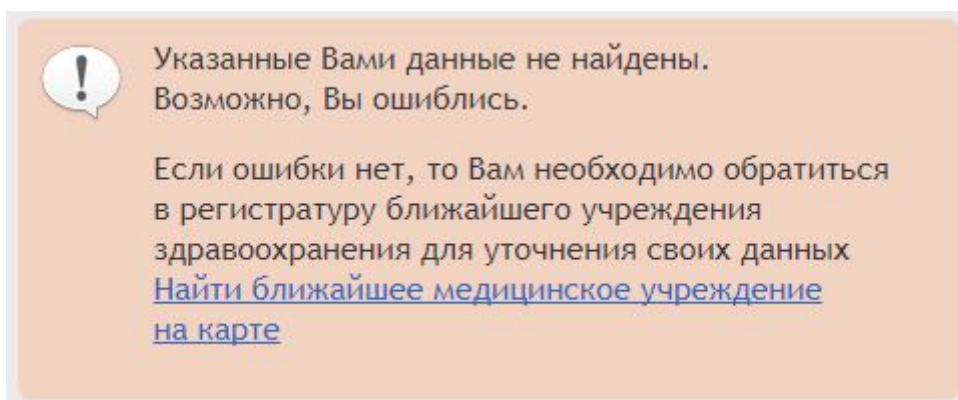 Указанные Вами данные не найдены.
Возможно, Вы ошиблись.
Если ошибки нет, то Вам необходимо обратиться
в регистратуру ближайшего учреждения
здравоохранения для уточнения своих данных
Найти ближайшее медицинское учреждение
на карте